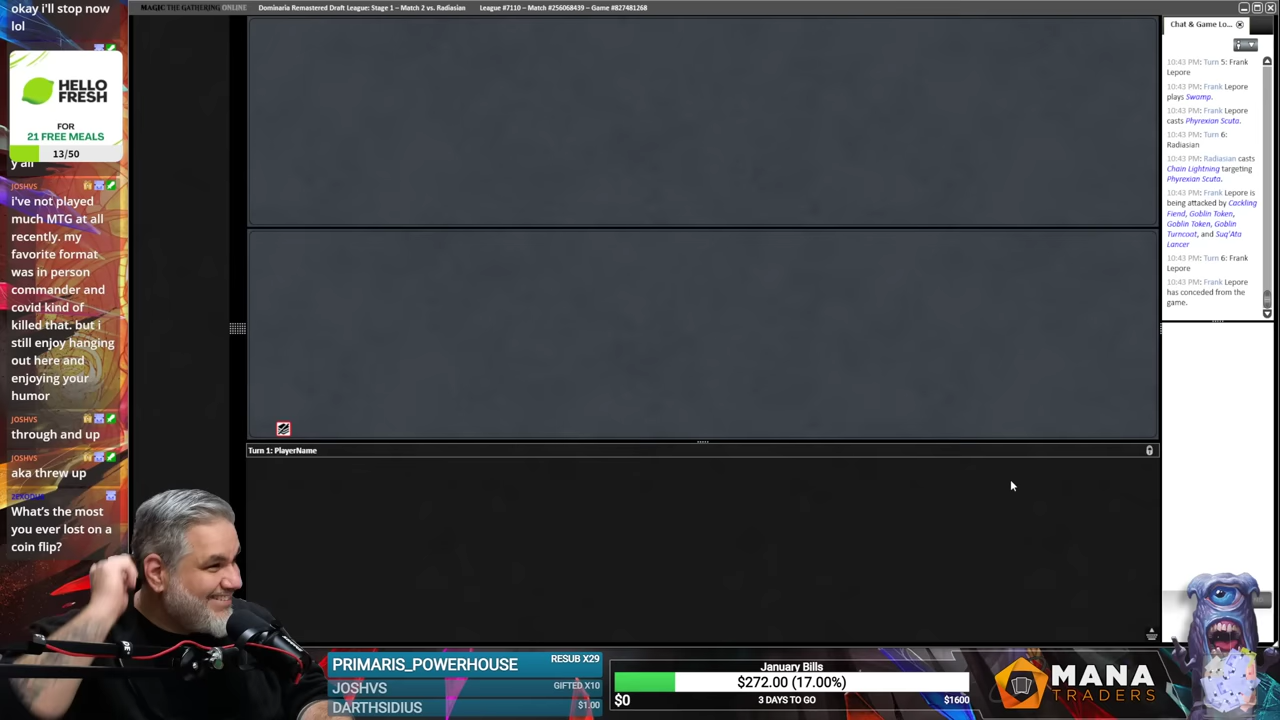 okay i'll stop now
lol
HELLO
FRESH
FOR
21 FREE MEALS
13/50
y'all
JOSHVS
i've not played
much MTG at all
recently. my
favorite format
was in person
commander and
covid kind of
killed that. but i
still enjoy hanging
out here and
enjoying your
humor
JOSHVS
through and up
JOSHVS
aka threw up
What's the most
you ever lost on a
coin flip?
MAGIC THE GATHERING ONLINE
Dominaria Remastered Draft League: Stage 1 – Match 2 vs. Radiasian
League #7110 – Match #256068439 – Game #827481268
Turn 1: PlayerName
Chat & Game Lo...
10:43 PM: Turn 5: Frank
Lepore
10:43 PM: Frank Lepore
plays Swamp.
10:43 PM: Frank Lepore
casts Phyrexian Scuta.
10:43 PM: Turn 6:
Radiasian
10:43 PM: Radiasian casts
Chain Lightning targeting
Phyrexian Scuta.
10:43 PM: Frank Lepore is
being attacked by Cackling
Fiend, Goblin Token,
Goblin Token, Goblin
Turncoat, and Suq'Ata
Lancer
10:43 PM: Turn 6: Frank
Lepore
10:43 PM: Frank Lepore
has conceded from the
game.
PRIMARIS_POWERHOUSE RESUB X29
JOSHVS GIFTED X10
DARTHSIDIUS $1.00
January Bills
$272.00 (17.00%)
$0 3 DAYS TO GO $1600
MANA
TRADERS